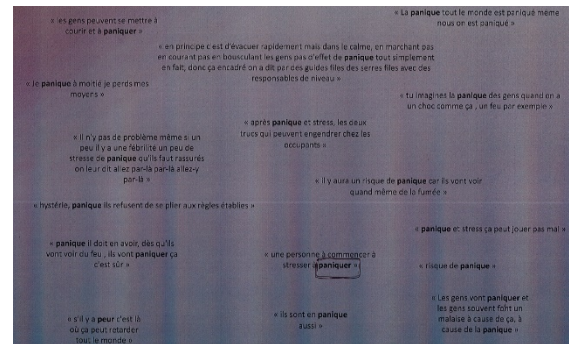 « les gens peuvent se mettre à
courir et à paniquer »
« La panique tout le monde est paniqué même
nous on est paniqué »
« en principe c'est d'évacuer rapidement mais dans le calme, en marchant pas
en courant pas en bousculant les gens pas d'effet de panique tout simplement
en fait, donc ça encadré on a dit par des guides files des serres files avec des
responsables de niveau »
« Je panique à moitié je perds mes
moyens »
« tu imagines la panique des gens quand on a
un choc comme ça , un feu par exemple »
« après panique et stress, les deux
trucs qui peuvent engendrer chez les
occupants »
« il n'y pas de problème même si un
peu il y a une fébrilité un peu de
stresse de panique qu'ils faut rassurés
on leur dit allez par-là par-là allez-y
par-là »
« il y aura un risque de panique car ils vont voir
quand même de la fumée »
« hystérie, panique ils refusent de se plier aux règles établies »
« panique et stress ça peut jouer pas mal »
« panique il doit en avoir, dès qu'ils
vont voir du feu , ils vont paniquer ça
c'est sûr »
« une personne à commencer à
stresser à paniquer »
« risque de panique »
« Les gens vont paniquer et
les gens souvent font un
malaise à cause de ça, à
cause de la panique »
« s'il y a peur c'est là
où ça peut retarder
tout le monde »
« ils sont en panique
aussi »